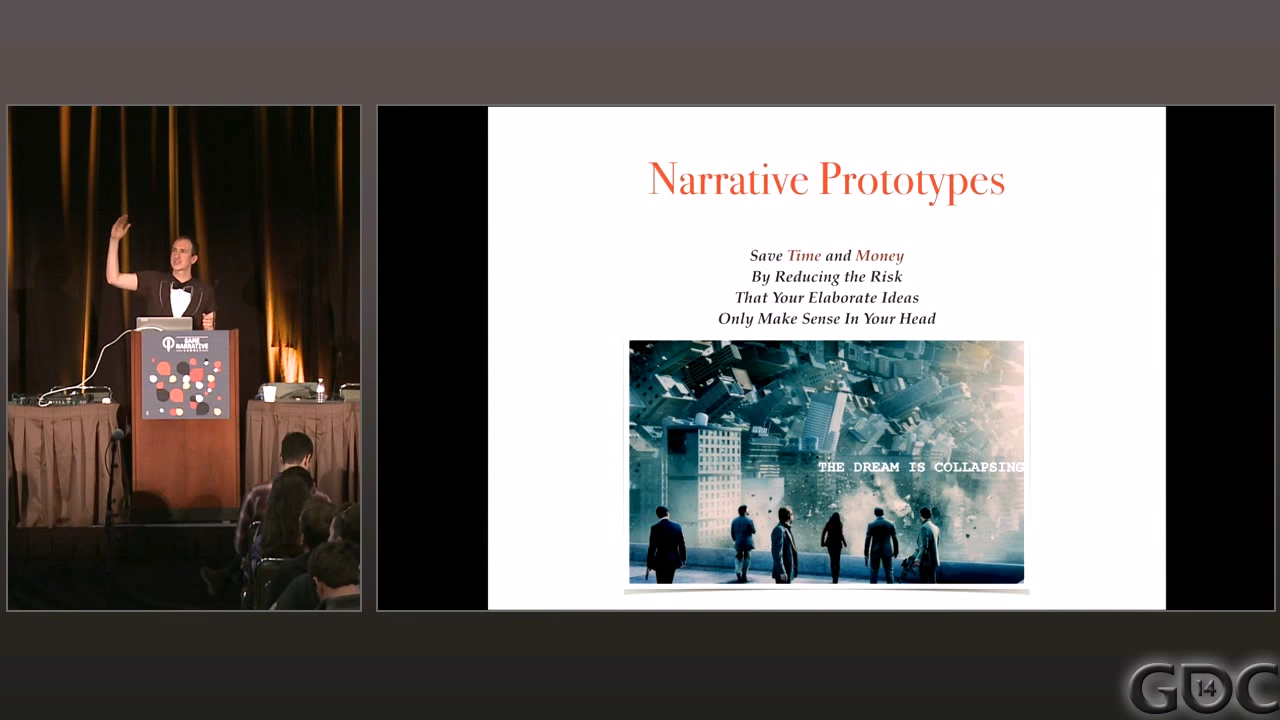 Narrative Prototypes
Save Time and Money
By Reducing the Risk
That Your Elaborate Ideas
Only Make Sense In Your Head
THE DREAM IS COLLAPSING
GAME
NARRATIVE
SUMMIT
GDC
14